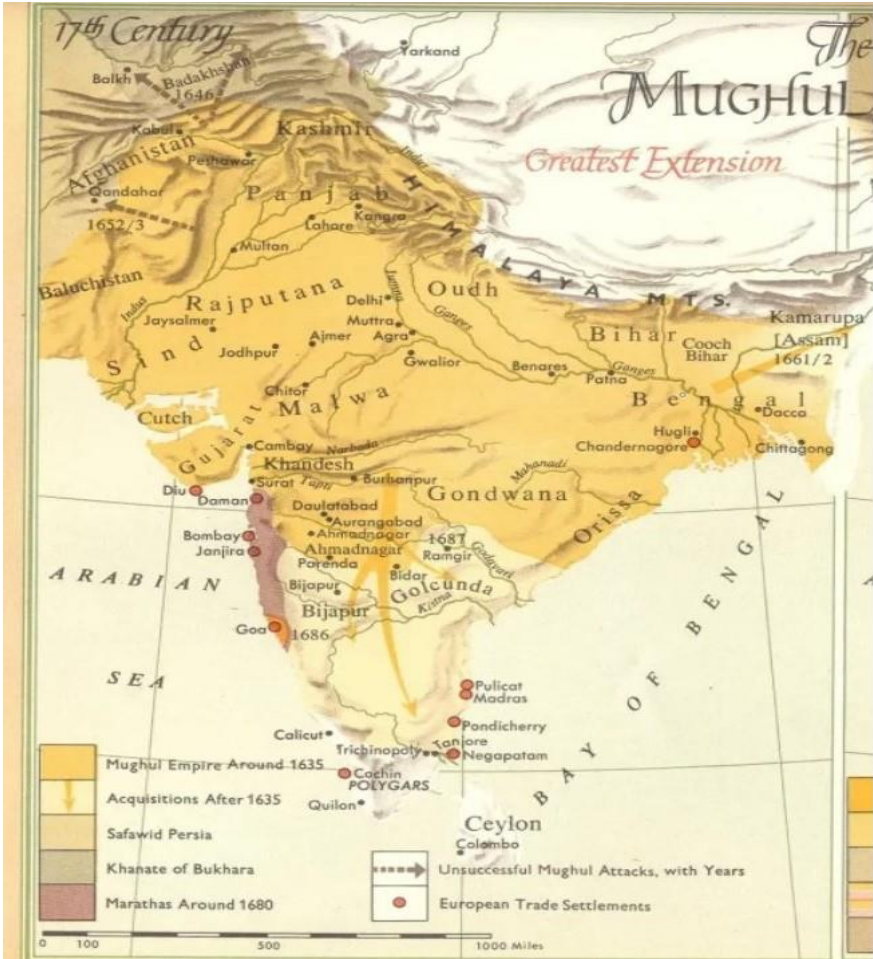 17th Century
The
MUGHUL
Greatest Extension
Yarkand
Balkh
Badakhshan
1646
Kabul
Kashmir
Peshawar
Afghanistan
Indus
HIMALAYA MTS.
Qandahar
Panjab
Kangra
Lahore
1652/3
Multan
Baluchistan
Indus
Rajputana
Delhi
Jumna
Oudh
Ganges
Jaysalmer
Muttra
Agra
Kamarupa
[Assam]
1661/2
Bihar
Cooch
Bihar
Sind
Jodhpur
Ajmer
Gwalior
Benares
Patna
Ganges
Chitor
Malwa
Bengal
Dacca
Cutch
Gujarat
Hugli
Chandernagore
Chittagong
Cambay
Narbada
Khandesh
Mahanadi
Surat
Tapti
Burhanpur
Diu
Daman
Gondwana
Orissa
Daulatabad
Aurangabad
Bombay
Ahmadnagar
1687
Janjira
Ahmadnagar
Ramgir
Godavari
Parenda
Bidar
Bijapur
Golcunda
Kistna
Bijapur
Goa
1686
ARABIAN
SEA
BAY OF BENGAL
Pulicat
Madras
Pondicherry
Calicut
Tanjore
Trichinopoly
Negapatam
Cochin
POLYGARS
Quilon
Ceylon
Colombo
Mughul Empire Around 1635
Acquisitions After 1635
Safawid Persia
Khanate of Bukhara
Marathas Around 1680
Unsuccessful Mughul Attacks, with Years
European Trade Settlements
0 100 500 1000 Miles
A